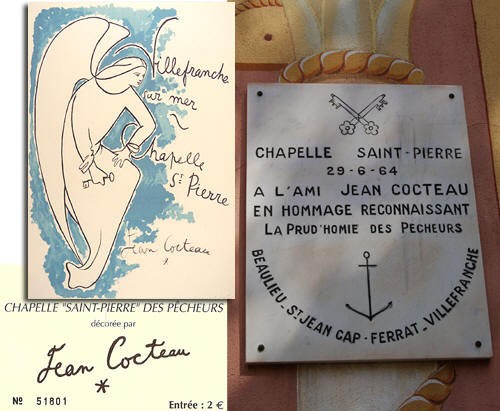 Villefranche
sur mer
~
Chapelle
St Pierre
Jean Cocteau
*
CHAPELLE "SAINT-PIERRE" DES PÊCHEURS
décorée par
Jean Cocteau
*
Nº 51801
Entrée : 2 €
CHAPELLE SAINT-PIERRE
29-6-64
A L'AMI JEAN COCTEAU
EN HOMMAGE RECONNAISSANT
LA PRUD'HOMIE DES PECHEURS
BEAULIEU - ST JEAN CAP - FERRAT - VILLEFRANCHE